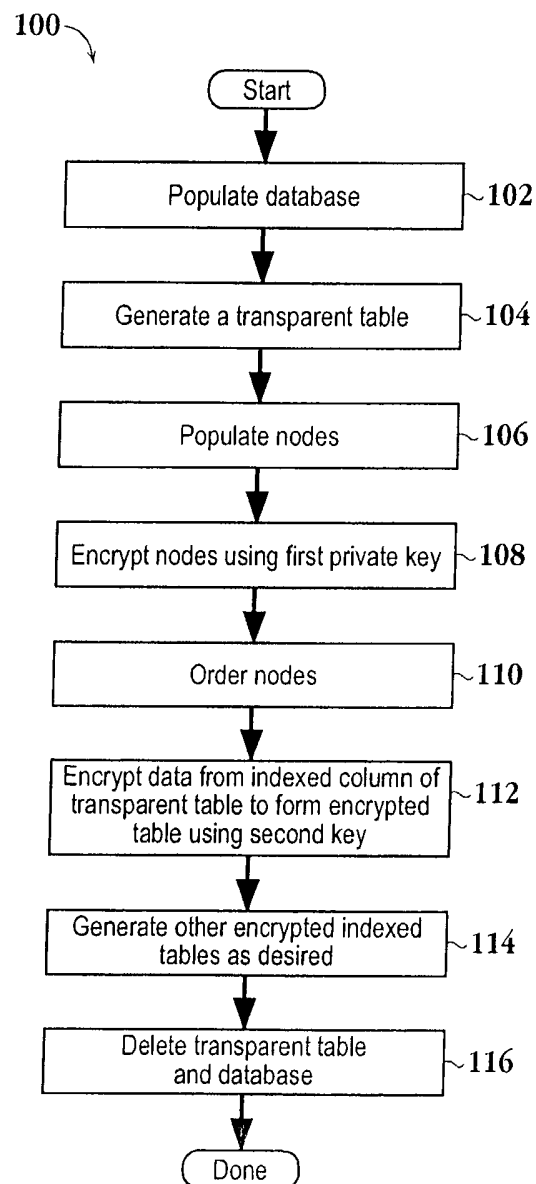 100
Start
Populate database
102
Generate a transparent table
104
Populate nodes
106
Encrypt nodes using first private key
108
Order nodes
110
Encrypt data from indexed column of
transparent table to form encrypted
table using second key
112
Generate other encrypted indexed
tables as desired
114
Delete transparent table
and database
116
Done